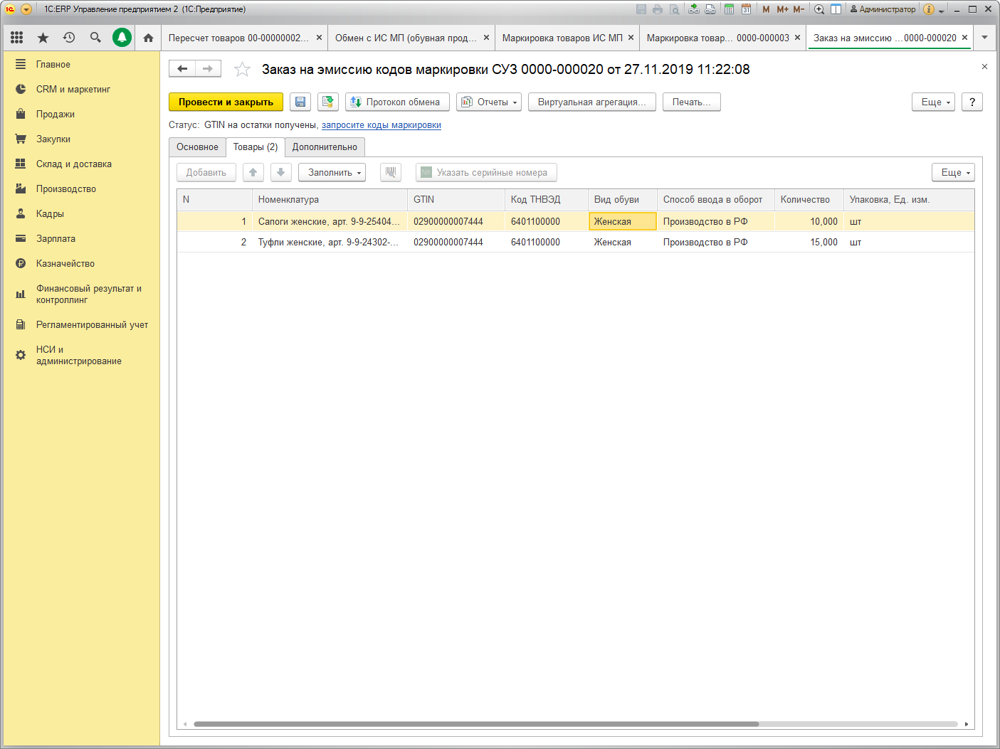 1С:ERP Управление предприятием 2 (1С:Предприятие)
31 M M+ M- Администратор
Пересчет товаров 00-00000002... Обмен с ИС МП (обувная прод... Маркировка товаров ИС МП Маркировка товар... 0000-000003 Заказ на эмиссию ...0000-000020
Главное
CRM и маркетинг
Продажи
Закупки
Склад и доставка
Производство
Кадры
Зарплата
Казначейство
Финансовый результат и
контроллинг
Регламентированный учет
НСИ и
администрирование
Заказ на эмиссию кодов маркировки СУЗ 0000-000020 от 27.11.2019 11:22:08
Провести и закрыть Протокол обмена Отчеты Виртуальная агрегация... Печать... Еще ?
Статус: GTIN на остатки получены, запросите коды маркировки
Основное Товары (2) Дополнительно
Добавить Заполнить № Указать серийные номера Еще
N Номенклатура GTIN Код ТНВЭД Вид обуви Способ ввода в оборот Количество Упаковка, Ед. изм.
1 Сапоги женские, арт. 9-9-25404... 02900000007444 6401100000 Женская Производство в РФ 10,000 шт
2 Туфли женские, арт. 9-9-24302-... 02900000007444 6401100000 Женская Производство в РФ 15,000 шт